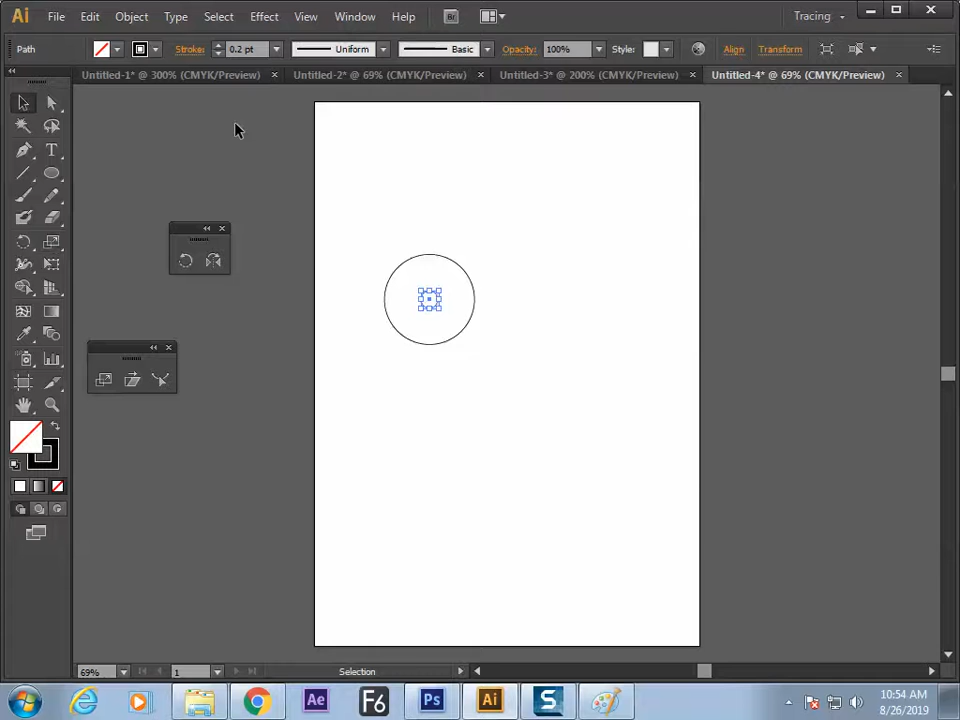 Ai File Edit Object Type Select Effect View Window Help Br Tracing
Path Stroke: 0.2 pt Uniform Basic Opacity: 100% Style: Align Transform
Untitled-1* @ 300% (CMYK/Preview) × Untitled-2* @ 69% (CMYK/Preview) × Untitled-3* @ 200% (CMYK/Preview) × Untitled-4* @ 69% (CMYK/Preview) ×
T
69% 1 Selection
Ae F6 Ps Ai S 10:54 AM
8/26/2019